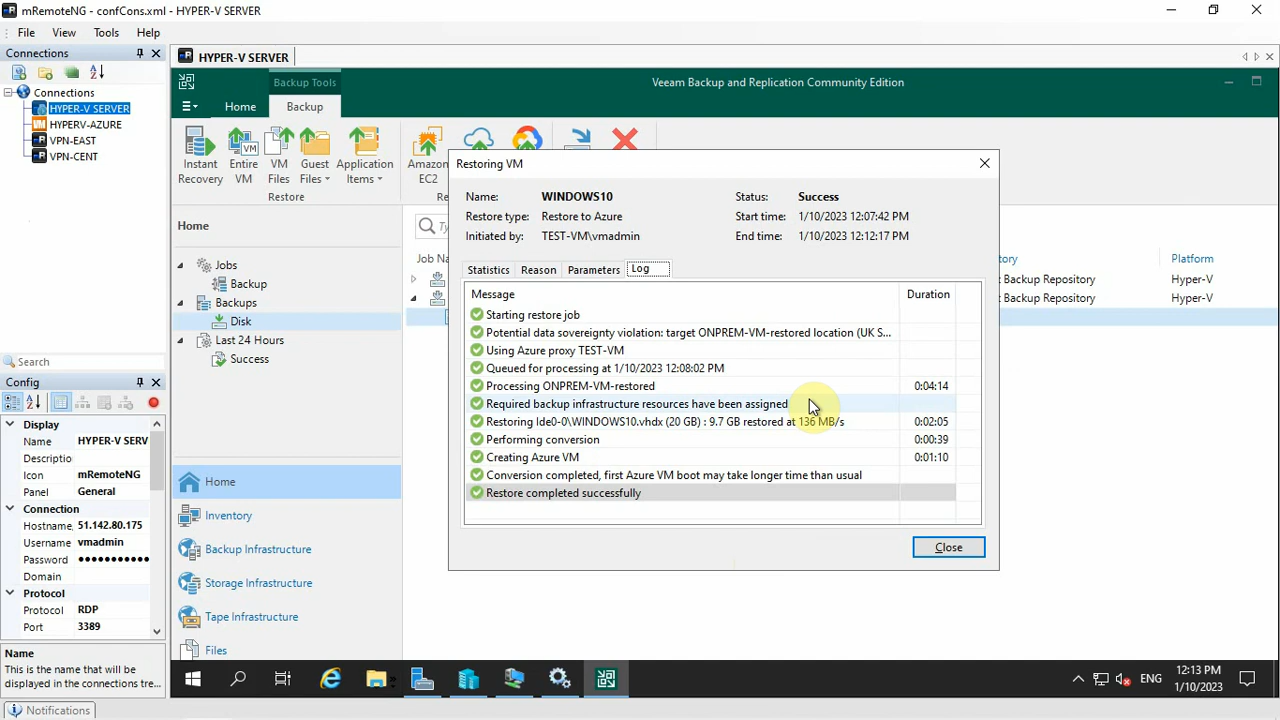 mRemoteNG - confCons.xml - HYPER-V SERVER
File View Tools Help
Connections
Connections
HYPER-V SERVER
HYPERV-AZURE
VPN-EAST
VPN-CENT
Search
Config
Display
Name HYPER-V SERV
Descriptio
Icon mRemoteNG
Panel General
Connection
Hostname, 51.142.80.175
Username vmadmin
Password ●●●●●●●●●●●
Domain
Protocol
Protocol RDP
Port 3389
Name
This is the name that will be
displayed in the connections tre...
Notifications
HYPER-V SERVER
Backup Tools
Veeam Backup and Replication Community Edition
Home Backup
Instant
Recovery
Entire
VM
VM
Files
Guest
Files
Application
Items
Amazon
EC2
Restore
Home
Jobs
Backup
Backups
Disk
Last 24 Hours
Success
Home
Inventory
Backup Infrastructure
Storage Infrastructure
Tape Infrastructure
Files
Job Na
Platform
Backup Repository Hyper-V
Backup Repository Hyper-V
Restoring VM
Name: WINDOWS10 Status: Success
Restore type: Restore to Azure Start time: 1/10/2023 12:07:42 PM
Initiated by: TEST-VM\vmadmin End time: 1/10/2023 12:12:17 PM
Statistics Reason Parameters Log
Message Duration
Starting restore job
Potential data sovereignty violation: target ONPREM-VM-restored location (UK S...
Using Azure proxy TEST-VM
Queued for processing at 1/10/2023 12:08:02 PM
Processing ONPREM-VM-restored 0:04:14
Required backup infrastructure resources have been assigned
Restoring Ide0-0\WINDOWS10.vhdx (20 GB) : 9.7 GB restored at 136 MB/s 0:02:05
Performing conversion 0:00:39
Creating Azure VM 0:01:10
Conversion completed, first Azure VM boot may take longer time than usual
Restore completed successfully
Close
ENG
12:13 PM
1/10/2023